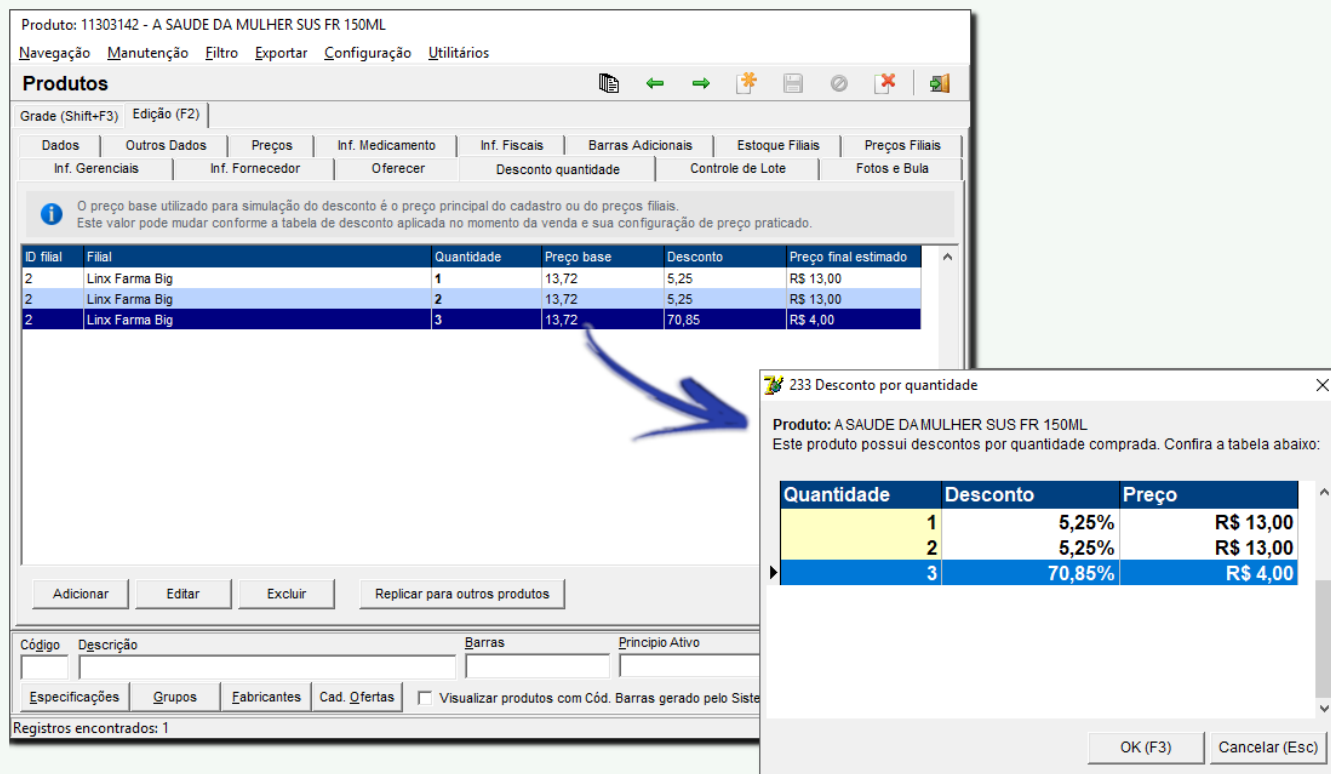 Produto: 11303142 - A SAUDE DA MULHER SUS FR 150ML
Navegação Manutenção Filtro Exportar Configuração Utilitários
Produtos
Grade (Shift+F3) Edição (F2)
Dados Outros Dados Preços Inf. Medicamento Inf. Fiscais Barras Adicionais Estoque Filiais Preços Filiais
Inf. Gerenciais Inf. Fornecedor Oferecer Desconto quantidade Controle de Lote Fotos e Bula
O preço base utilizado para simulação do desconto é o preço principal do cadastro ou do preços filiais.
Este valor pode mudar conforme a tabela de desconto aplicada no momento da venda e sua configuração de preço praticado.
ID filial Filial Quantidade Preço base Desconto Preço final estimado
2 Linx Farma Big 1 13,72 5,25 R$ 13,00
2 Linx Farma Big 2 13,72 5,25 R$ 13,00
2 Linx Farma Big 3 13,72 70,85 R$ 4,00
Adicionar Editar Excluir Replicar para outros produtos
Código Descrição Barras Principio Ativo
Especificações Grupos Fabricantes Cad. Ofertas Visualizar produtos com Cód. Barras gerado pelo Siste
Registros encontrados: 1
233 Desconto por quantidade
Produto: A SAUDE DA MULHER SUS FR 150ML
Este produto possui descontos por quantidade comprada. Confira a tabela abaixo:
Quantidade Desconto Preço
1 5,25% R$ 13,00
2 5,25% R$ 13,00
3 70,85% R$ 4,00
OK (F3) Cancelar (Esc)